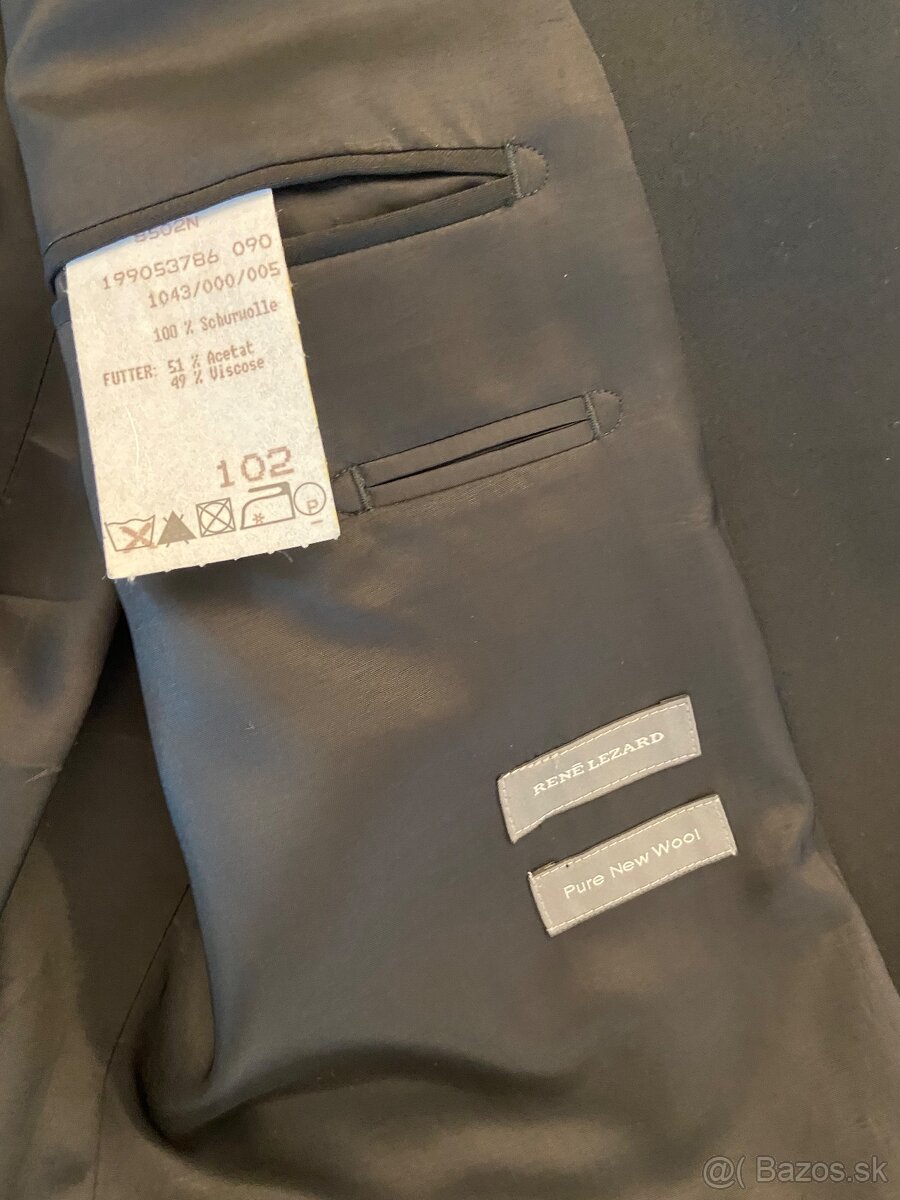 8502N
199053786 090
1043/000/005
100 % Schurwolle
FUTTER: 51 % Acetat
49 % Viscose
102
P
RENÉ LEZARD
Pure New Wool
@( Bazos.sk